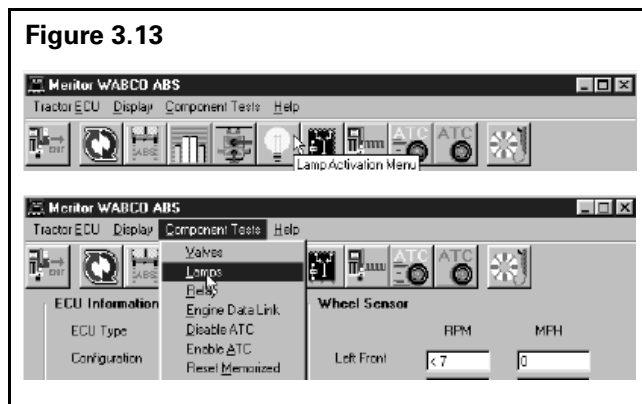 Figure 3.13
Meritor WABCO ABS
Tractor ECU Display Component Tests Help
ABS ATC ATC
Lamp Activation Menu
Meritor WABCO ABS
Tractor ECU Display Component Tests Help
Valves
ABS ATC ATC
Lamps
Relay
ECU Information Wheel Sensor
Engine Data Link
ECU Type Disable ATC RPM MPH
Enable ATC
Configuration Left Front < 7 0
Reset Memorized